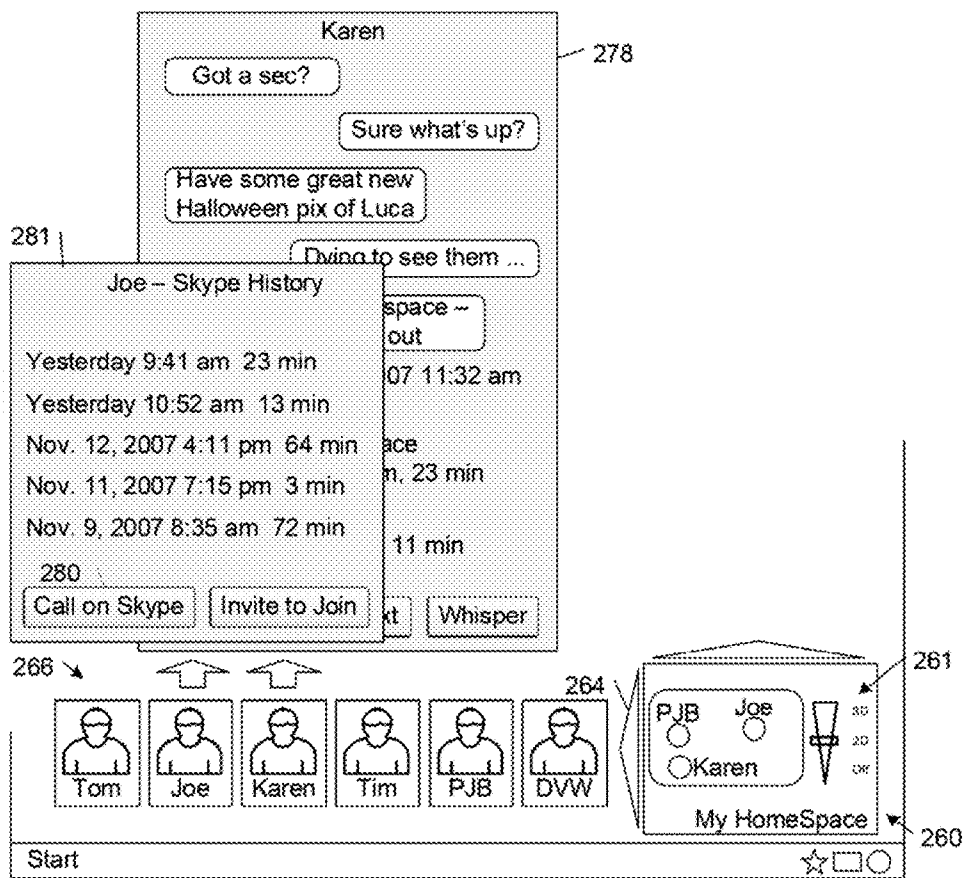 Karen
278
Got a sec?
Sure what's up?
Have some great new
Halloween pix of Luca
Dying to see them ...
281
Joe – Skype History
space –
out
Yesterday 9:41 am 23 min
07 11:32 am
Yesterday 10:52 am 13 min
Nov. 12, 2007 4:11 pm 64 min
ace
Nov. 11, 2007 7:15 pm 3 min
m, 23 min
Nov. 9, 2007 8:35 am 72 min
11 min
280
Call on Skype
Invite to Join
xt
Whisper
266
264
261
PJB
Joe
Karen
3D
2D
Off
Tom
Joe
Karen
Tim
PJB
DVW
My HomeSpace
260
Start